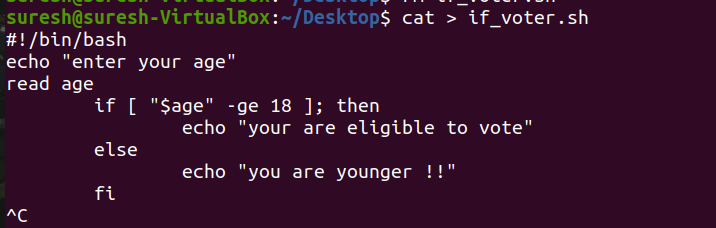 suresh@suresh-VirtualBox:~/Desktop$ cat > if_voter.sh
#!/bin/bash
echo "enter your age"
read age
        if [ "$age" -ge 18 ]; then
                echo "your are eligible to vote"
        else
                echo "you are younger !!"
        fi
^C